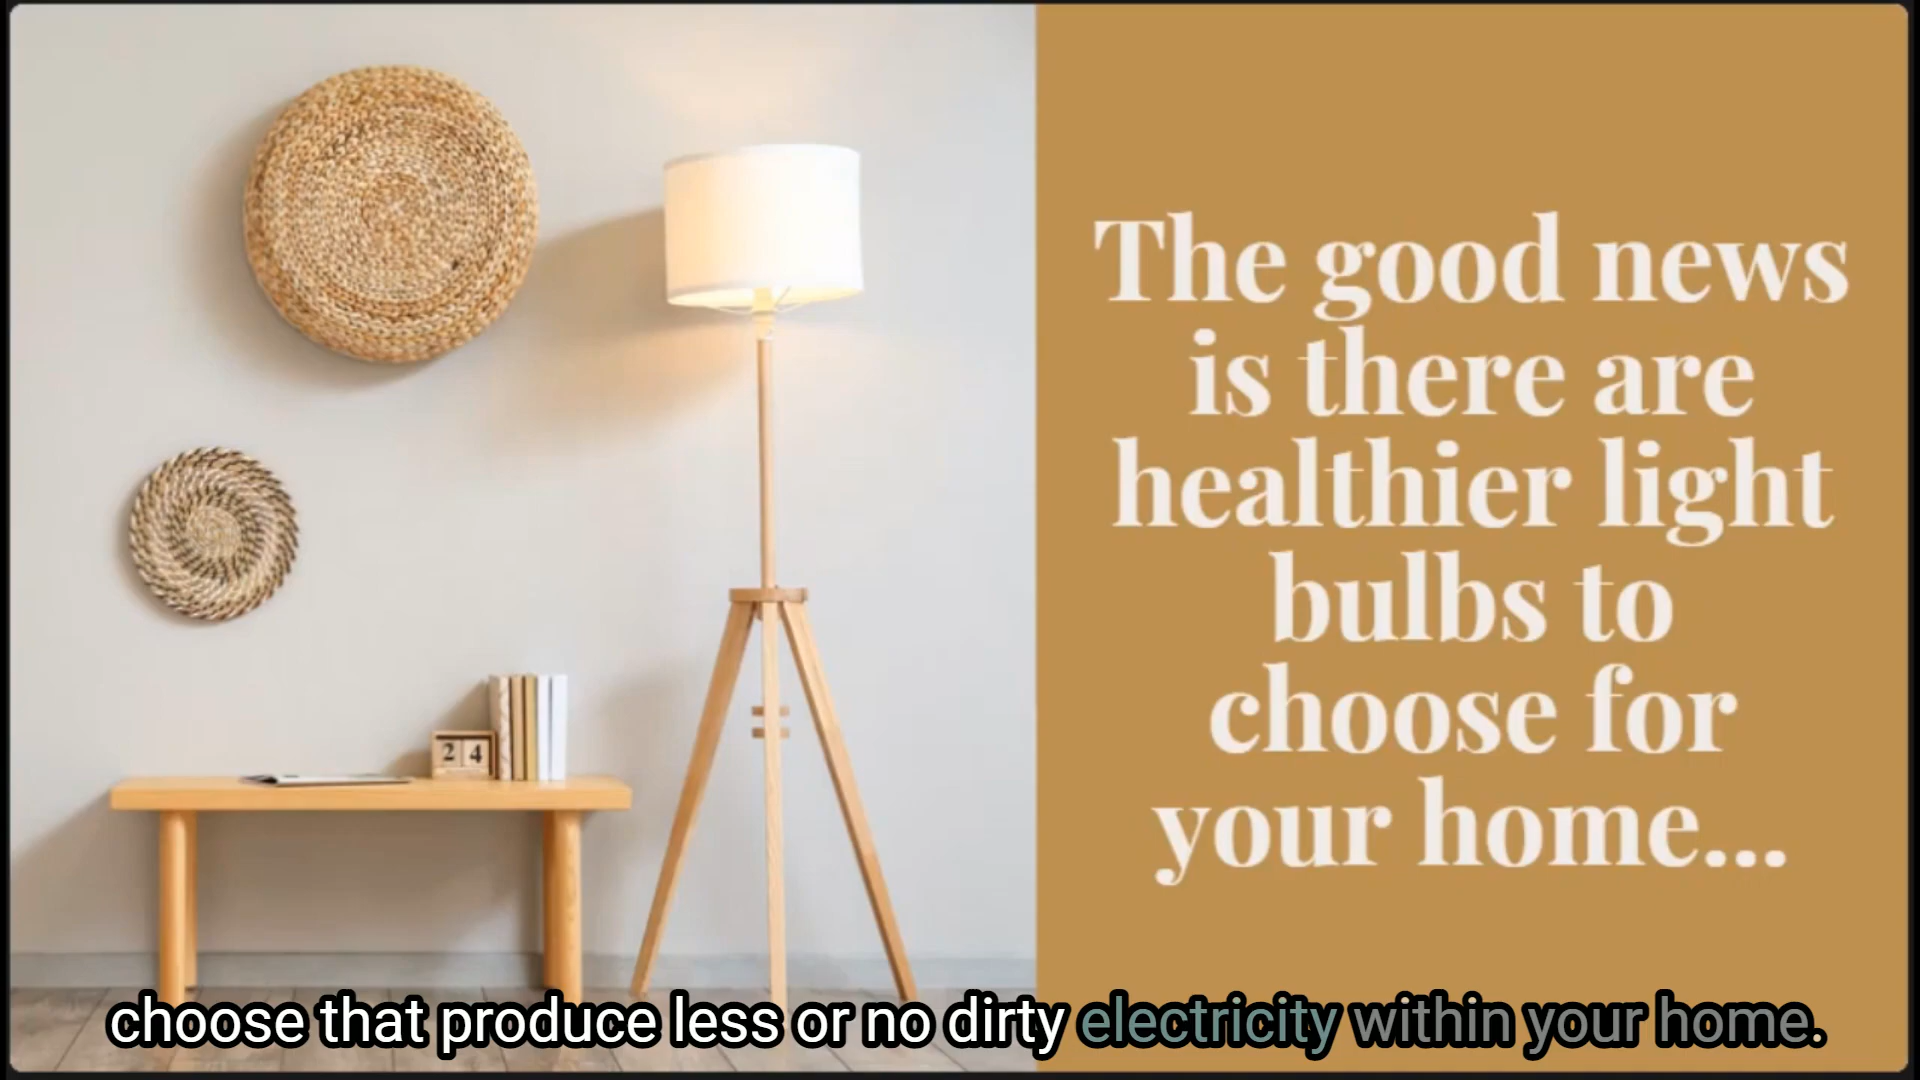 The good news
is there are
healthier light
bulbs to
choose for
your home...
24
choose that produce less or no dirty electricity within your home.